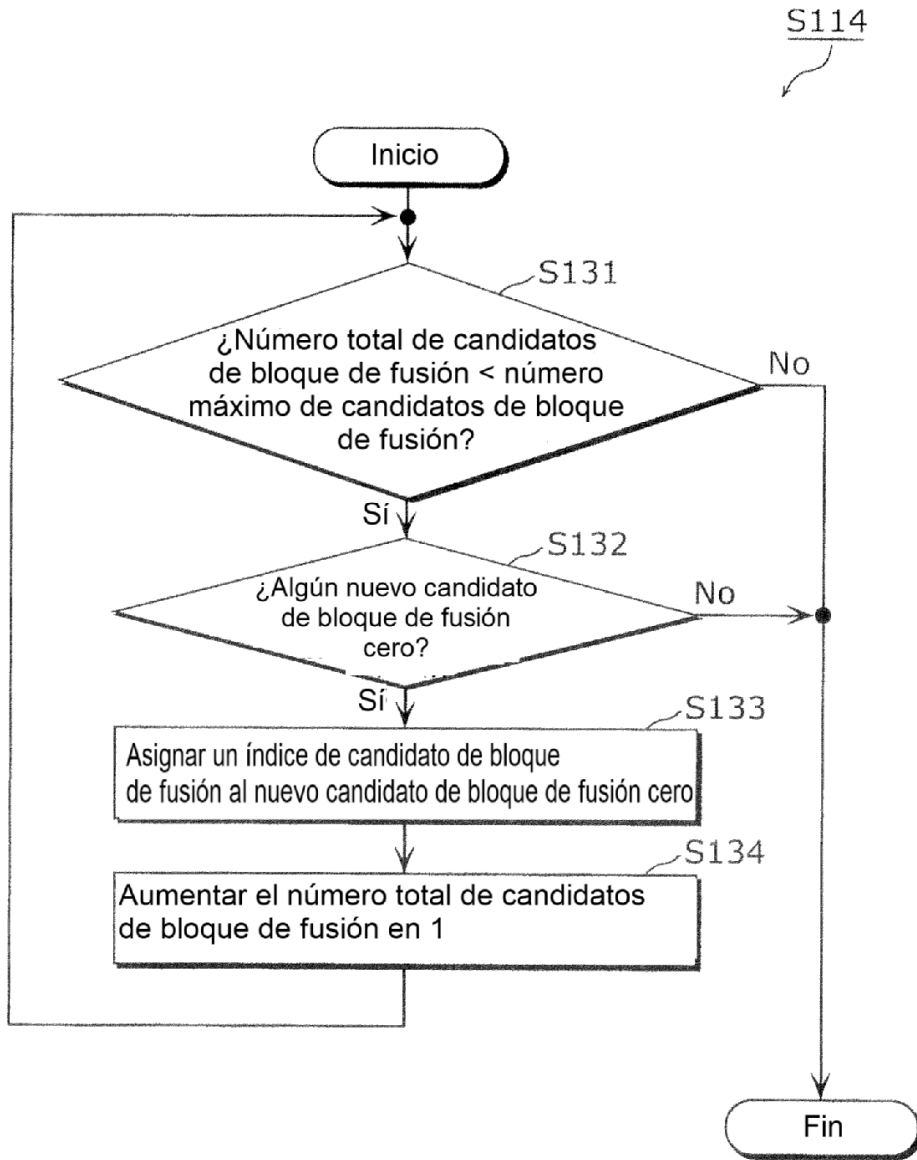 S114
Inicio
S131
¿Número total de candidatos
de bloque de fusión < número
máximo de candidatos de bloque
de fusión?
No
Sí
S132
¿Algún nuevo candidato
de bloque de fusión
cero?
No
Sí
S133
Asignar un índice de candidato de bloque
de fusión al nuevo candidato de bloque de fusión cero
S134
Aumentar el número total de candidatos
de bloque de fusión en 1
Fin